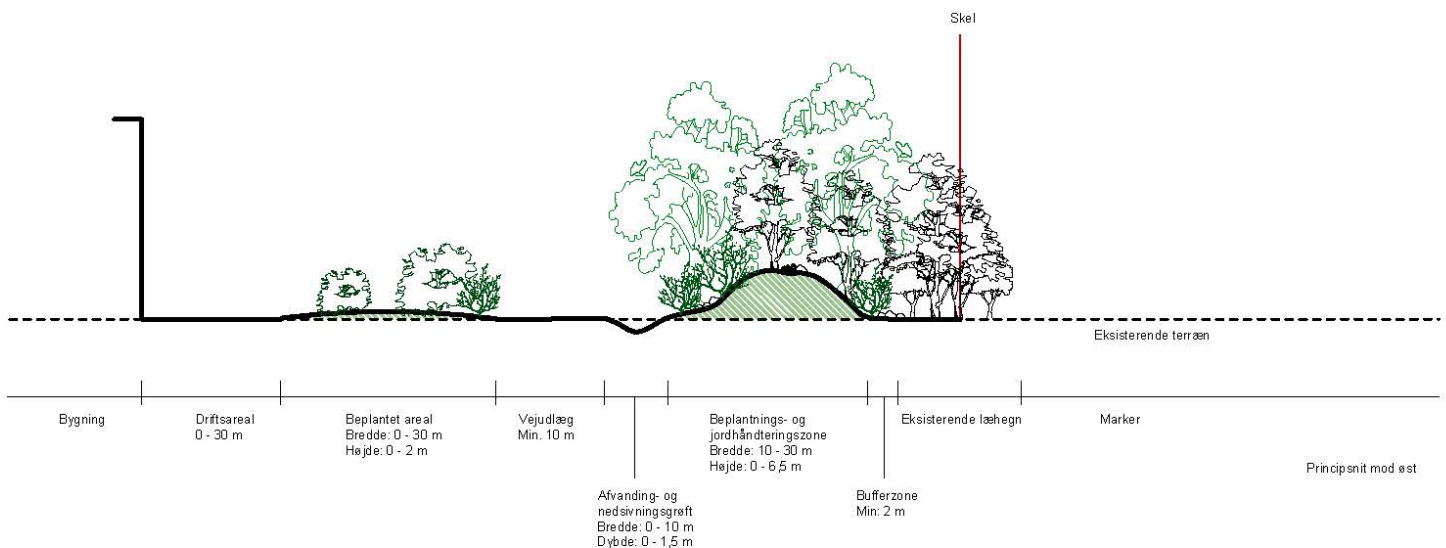 Skel
Eksisterende terræn
Bygning
Driftsareal
0 - 30 m
Beplantet areal
Bredde: 0 - 30 m
Højde: 0 - 2 m
Vejudlæg
Min. 10 m
Afvanding- og
nedsivningsgrøft
Bredde: 0 - 10 m
Dybde: 0 - 1,5 m
Beplantnings- og
jordhåndteringszone
Bredde: 10 - 30 m
Højde: 0 - 6,5 m
Bufferzone
Min: 2 m
Eksisterende læhegn
Marker
Principsnit mod øst